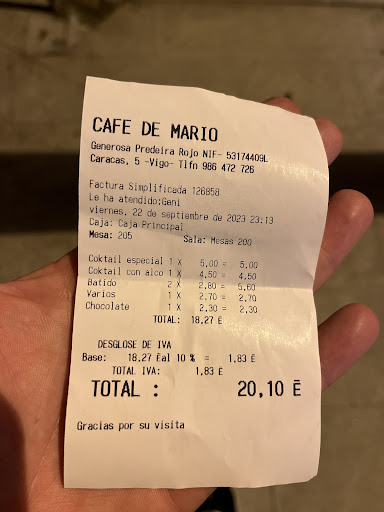 CAFE DE MARIO
Generosa Predeira Rojo NIF- 53174409L
Caracas, 5 -Vigo- Tlfn 986 472 726
Factura Simplificada 126858
Le ha atendido:Geni
viernes, 22 de septiembre de 2023 23:13
Caja: Caja Principal
Mesa: 205 Sala: Mesas 200
Coktail especial 1 X 5,00 = 5,00
Coktail con alco 1 X 4,50 = 4,50
Batido 2 X 2,80 = 5,60
Varios 1 X 2,70 = 2,70
Chocolate 1 X 2,30 = 2,30
TOTAL: 18,27 E
DESGLOSE DE IVA
Base: 18,27 Eal 10 % = 1,83 E
TOTAL IVA: 1,83 E
TOTAL : 20,10 E
Gracias por su visita